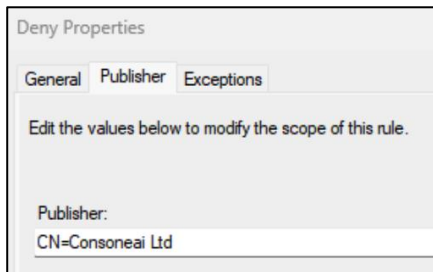 Deny Properties
General Publisher Exceptions
Edit the values below to modify the scope of this rule.
Publisher:
CN=Consoneai Ltd